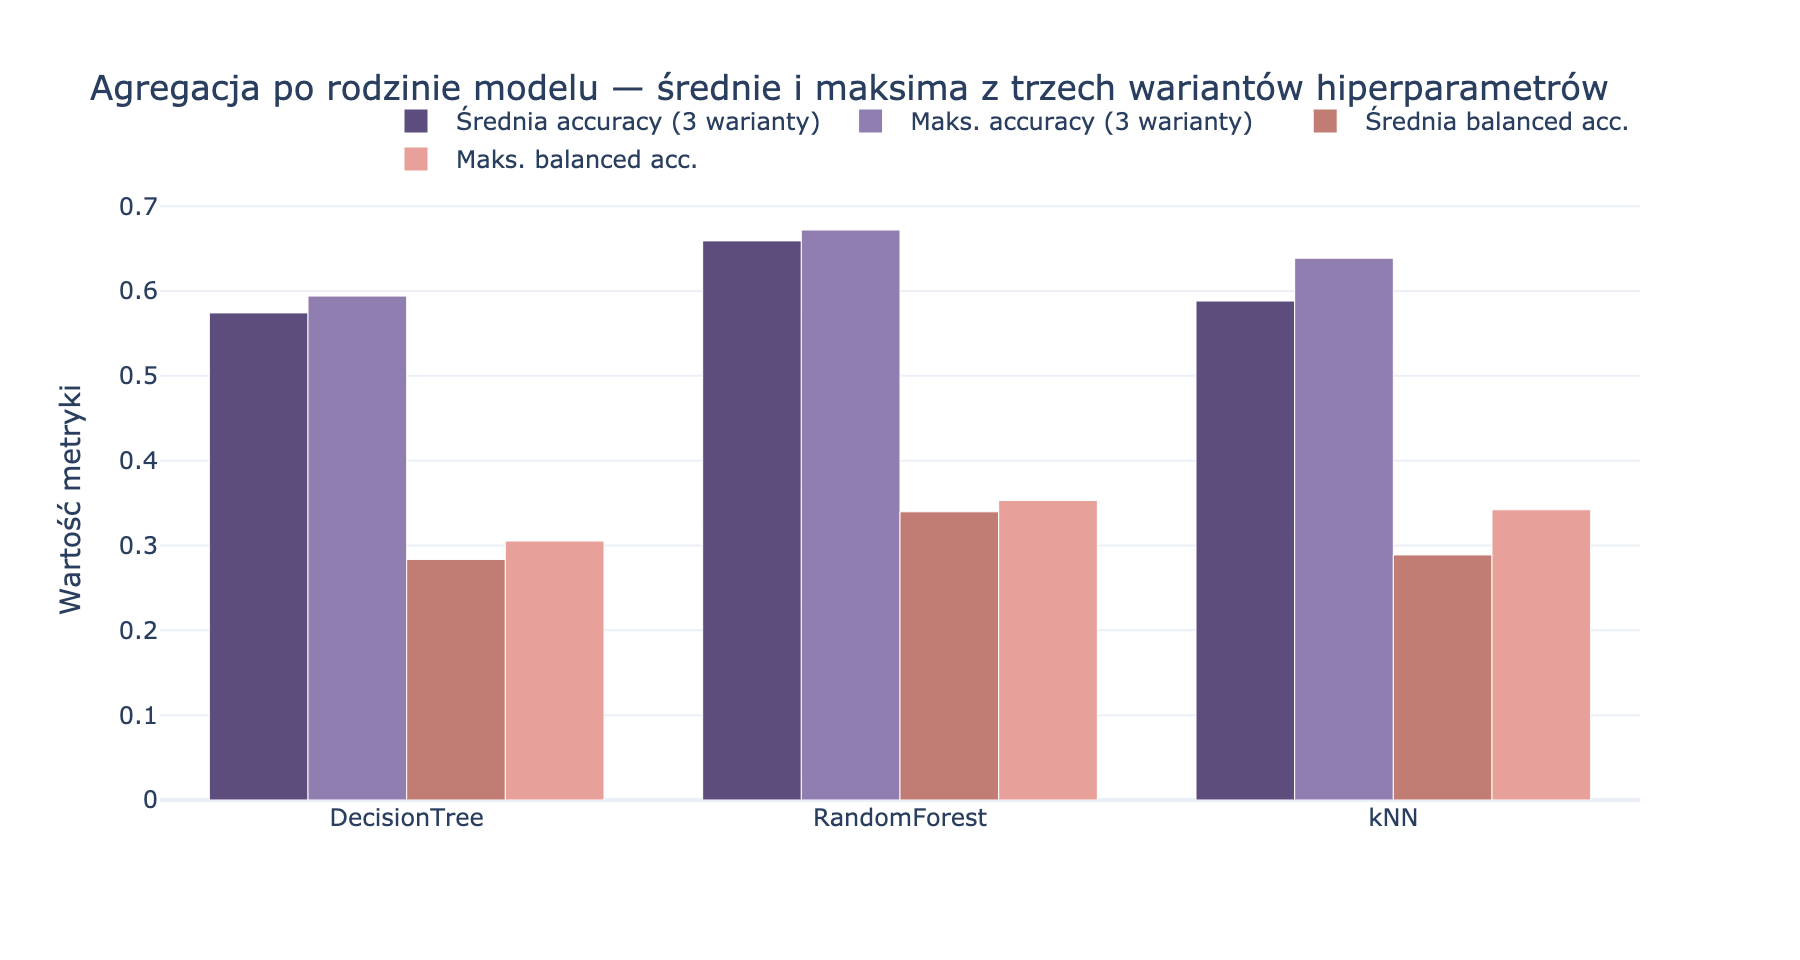 Agregacja po rodzinie modelu — średnie i maksima z trzech wariantów hiperparametrów
Średnia accuracy (3 warianty) Maks. accuracy (3 warianty) Średnia balanced acc.
Maks. balanced acc.
Wartość metryki
0.7
0.6
0.5
0.4
0.3
0.2
0.1
0
DecisionTree RandomForest kNN